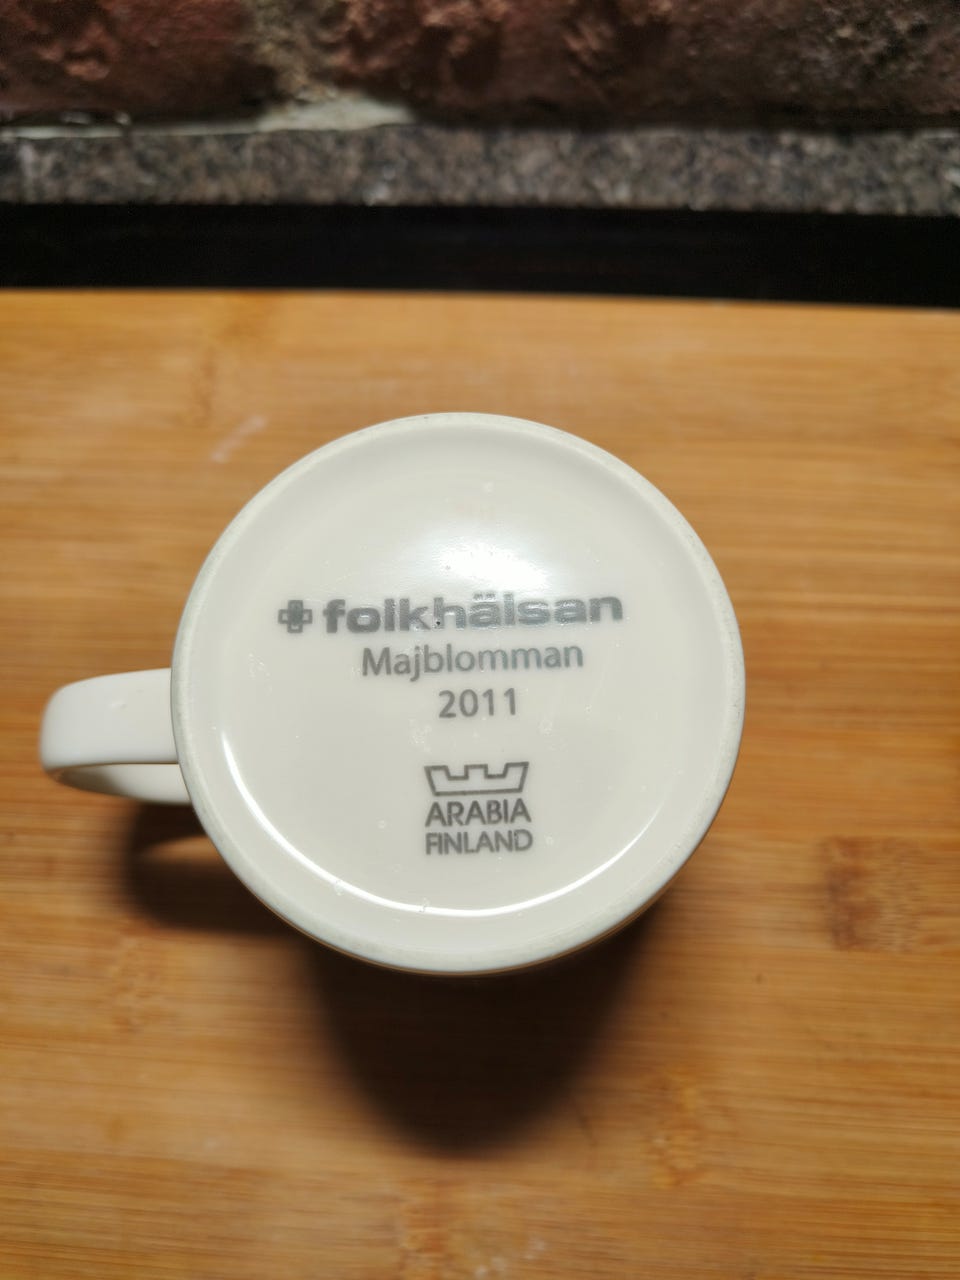 folkhälsan
Majblomman
2011
ARABIA
FINLAND